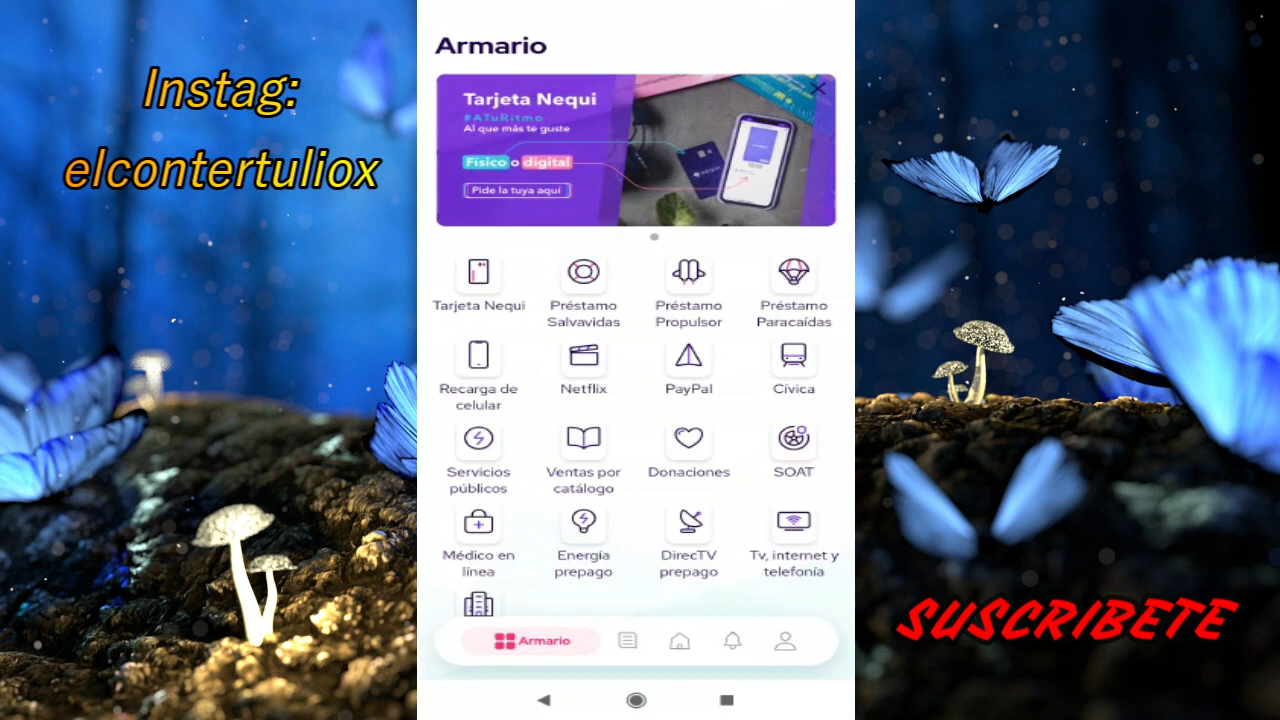 Instag:
elcontertuliox
Armario
Tarjeta Nequi
#ATuRitmo
Al que más te guste
Físico o digital
Pide la tuya aquí
Tarjeta Nequi
Préstamo
Salvavidas
Préstamo
Propulsor
Préstamo
Paracaídas
Recarga de
celular
Netflix
PayPal
Cívica
Servicios
públicos
Ventas por
catálogo
Donaciones
SOAT
Médico en
línea
Energía
prepago
DirecTV
prepago
Tv, internet y
telefonía
Armario
SUSCRIBETE